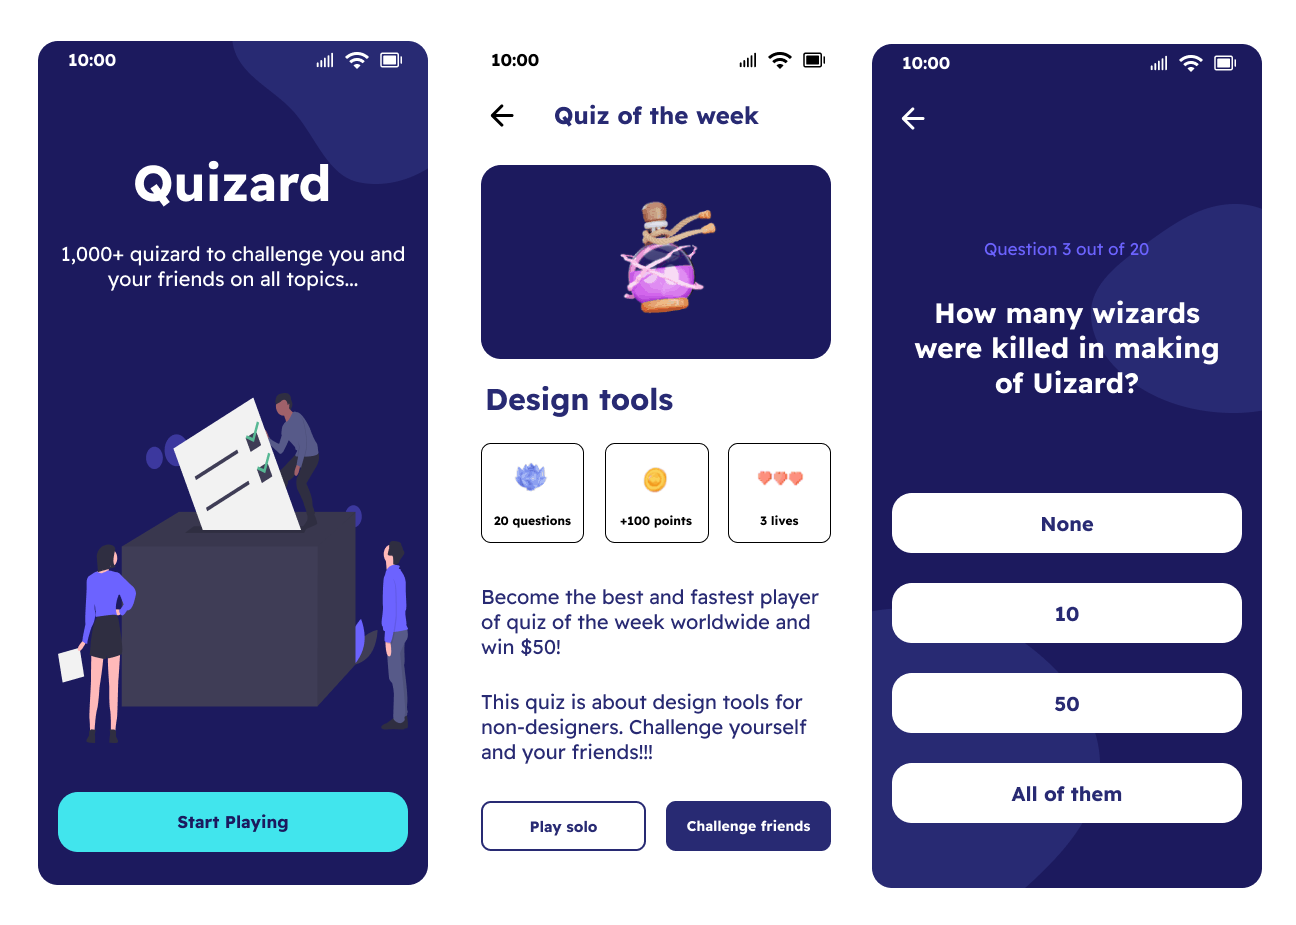 10:00
Quizard
1,000+ quizard to challenge you and
your friends on all topics...
Start Playing
10:00
Quiz of the week
Design tools
20 questions
+100 points
3 lives
Become the best and fastest player
of quiz of the week worldwide and
win $50!
This quiz is about design tools for
non-designers. Challenge yourself
and your friends!!!
Play solo
Challenge friends
10:00
Question 3 out of 20
How many wizards
were killed in making
of Uizard?
None
10
50
All of them